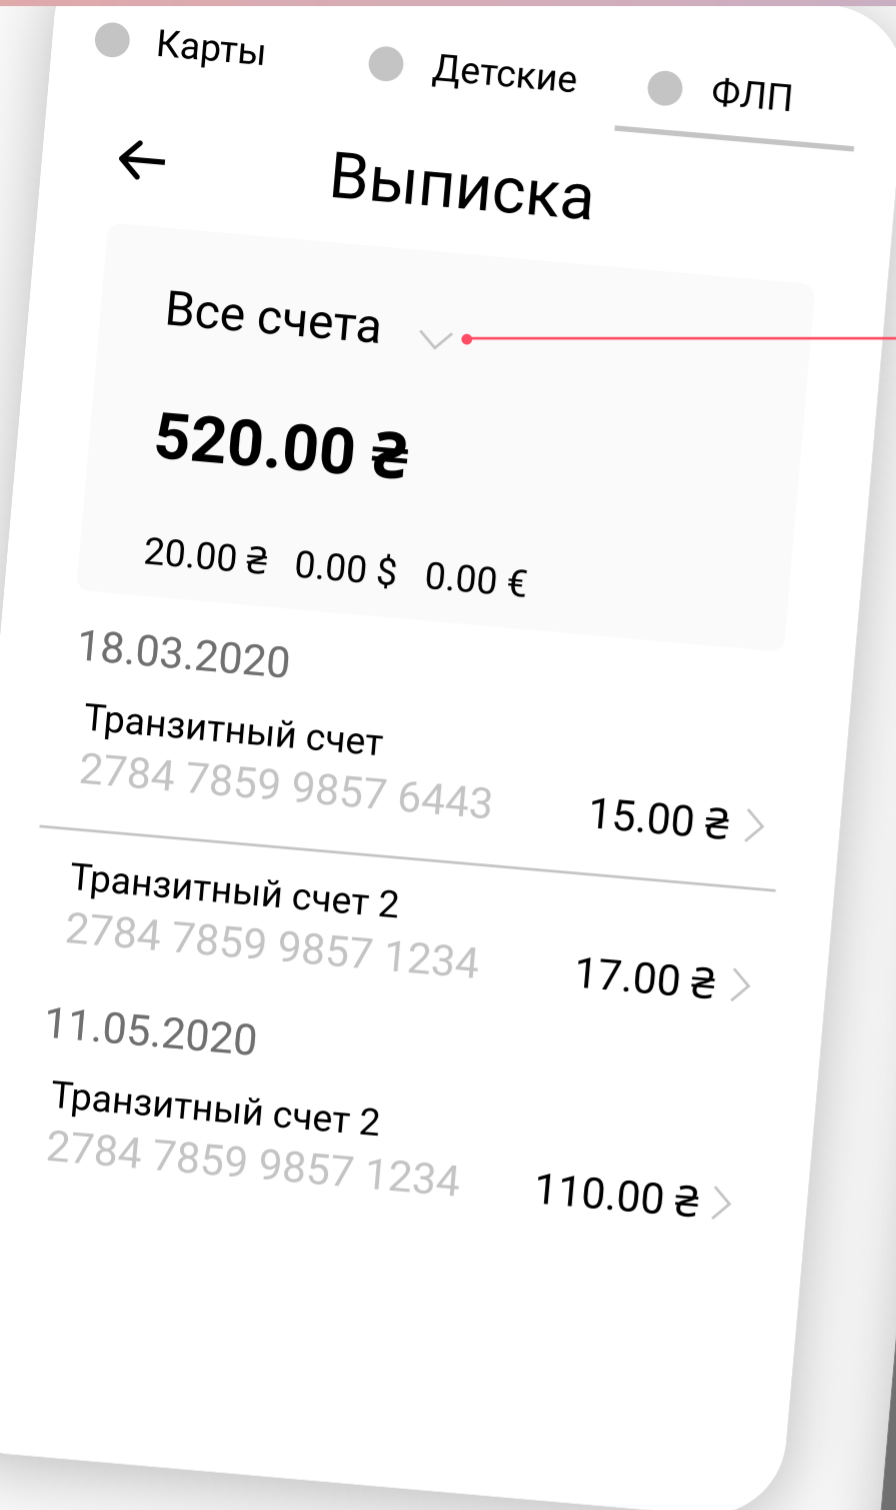 Карты Детские ФЛП
Выписка
Все счета
520.00 ₴
20.00 ₴ 0.00 $ 0.00 €
18.03.2020
Транзитный счет
2784 7859 9857 6443
15.00 ₴
Транзитный счет 2
2784 7859 9857 1234
17.00 ₴
11.05.2020
Транзитный счет 2
2784 7859 9857 1234
110.00 ₴